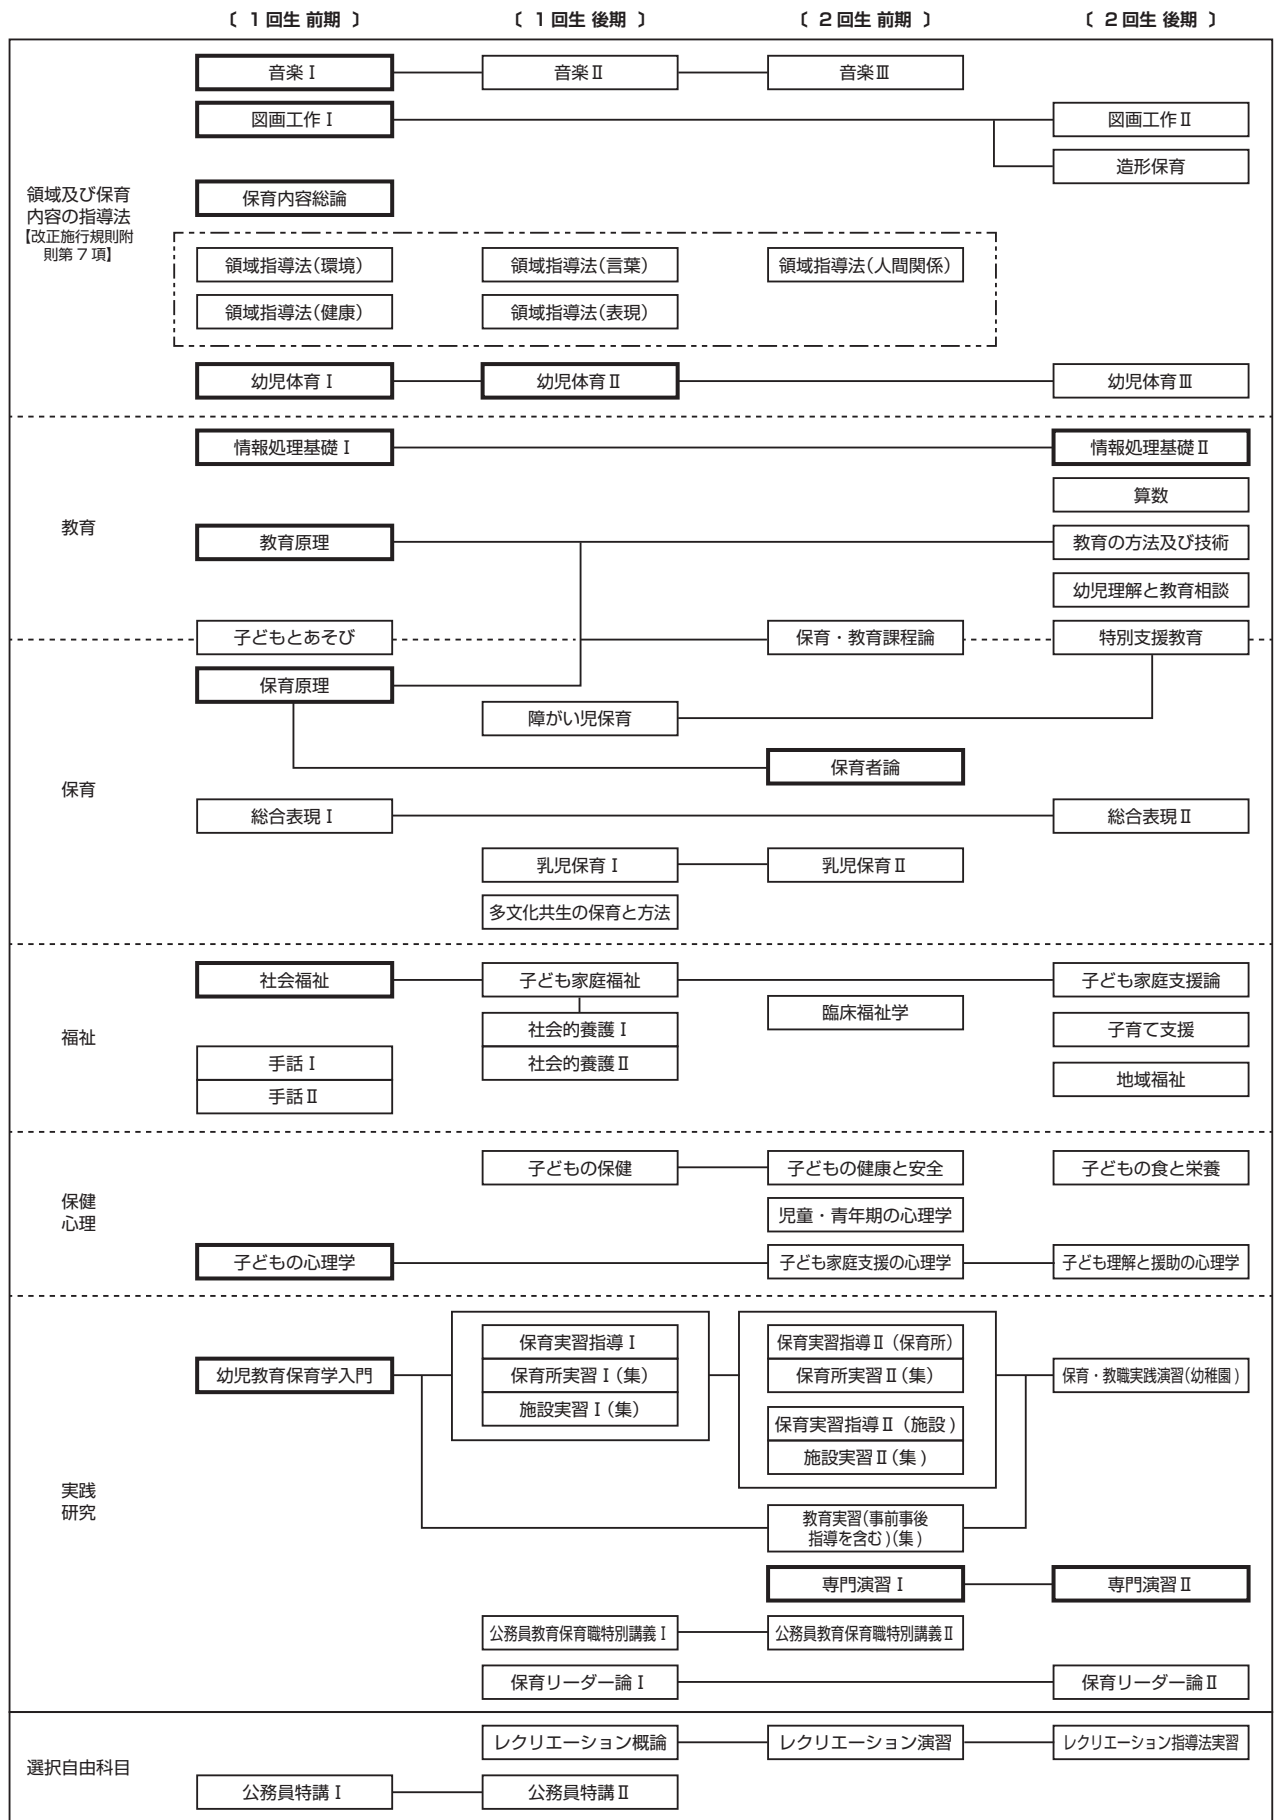 〔 1回生 前期 〕 〔 1回生 後期 〕 〔 2回生 前期 〕 〔 2回生 後期 〕
領域及び保育
内容の指導法
【改正施行規則附
則第7項】
音楽Ⅰ 音楽Ⅱ 音楽Ⅲ
図画工作Ⅰ 図画工作Ⅱ
造形保育
保育内容総論
領域指導法(環境) 領域指導法(言葉) 領域指導法(人間関係)
領域指導法(健康) 領域指導法(表現)
幼児体育Ⅰ 幼児体育Ⅱ 幼児体育Ⅲ
教育
情報処理基礎Ⅰ 情報処理基礎Ⅱ
算数
教育原理 教育の方法及び技術
幼児理解と教育相談
子どもとあそび 保育・教育課程論 特別支援教育
保育
保育原理
障がい児保育
保育者論
総合表現Ⅰ 総合表現Ⅱ
乳児保育Ⅰ 乳児保育Ⅱ
多文化共生の保育と方法
福祉
社会福祉 子ども家庭福祉 子ども家庭支援論
臨床福祉学
社会的養護Ⅰ 子育て支援
手話Ⅰ 社会的養護Ⅱ
地域福祉
手話Ⅱ
保健
心理
子どもの保健 子どもの健康と安全 子どもの食と栄養
児童・青年期の心理学
子どもの心理学 子ども家庭支援の心理学 子ども理解と援助の心理学
実践
研究
保育実習指導Ⅰ 保育実習指導Ⅱ(保育所)
幼児教育保育学入門 保育所実習Ⅰ(集) 保育所実習Ⅱ(集) 保育・教職実践演習(幼稚園)
施設実習Ⅰ(集) 保育実習指導Ⅱ(施設)
施設実習Ⅱ(集)
教育実習(事前事後
指導を含む)(集)
専門演習Ⅰ 専門演習Ⅱ
公務員教育保育職特別講義Ⅰ 公務員教育保育職特別講義Ⅱ
保育リーダー論Ⅰ 保育リーダー論Ⅱ
選択自由科目
レクリエーション概論 レクリエーション演習 レクリエーション指導法実習
公務員特講Ⅰ 公務員特講Ⅱ